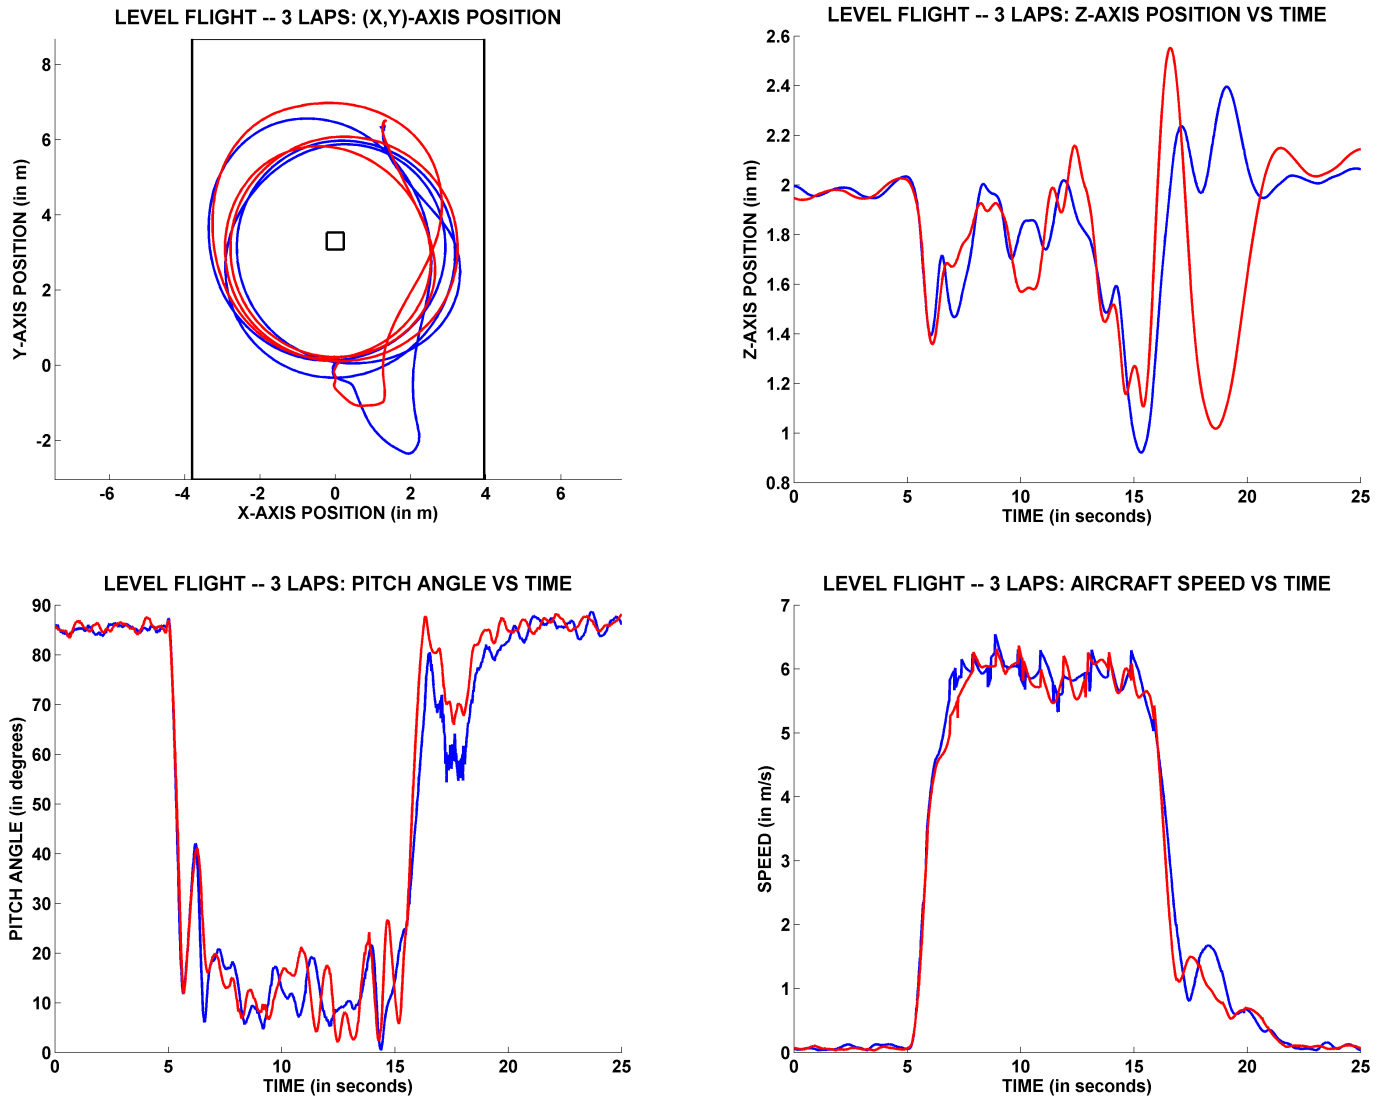 LEVEL FLIGHT -- 3 LAPS: (X,Y)-AXIS POSITION
8
6
4
2
0
-2
Y-AXIS POSITION (in m)
-6 -4 -2 0 2 4 6
X-AXIS POSITION (in m)
LEVEL FLIGHT -- 3 LAPS: Z-AXIS POSITION VS TIME
2.6
2.4
2.2
2
1.8
1.6
1.4
1.2
1
0.8
Z-AXIS POSITION (in m)
0 5 10 15 20 25
TIME (in seconds)
LEVEL FLIGHT -- 3 LAPS: PITCH ANGLE VS TIME
90
80
70
60
50
40
30
20
10
0
PITCH ANGLE (in degrees)
0 5 10 15 20 25
TIME (in seconds)
LEVEL FLIGHT -- 3 LAPS: AIRCRAFT SPEED VS TIME
7
6
5
4
3
2
1
0
SPEED (in m/s)
0 5 10 15 20 25
TIME (in seconds)